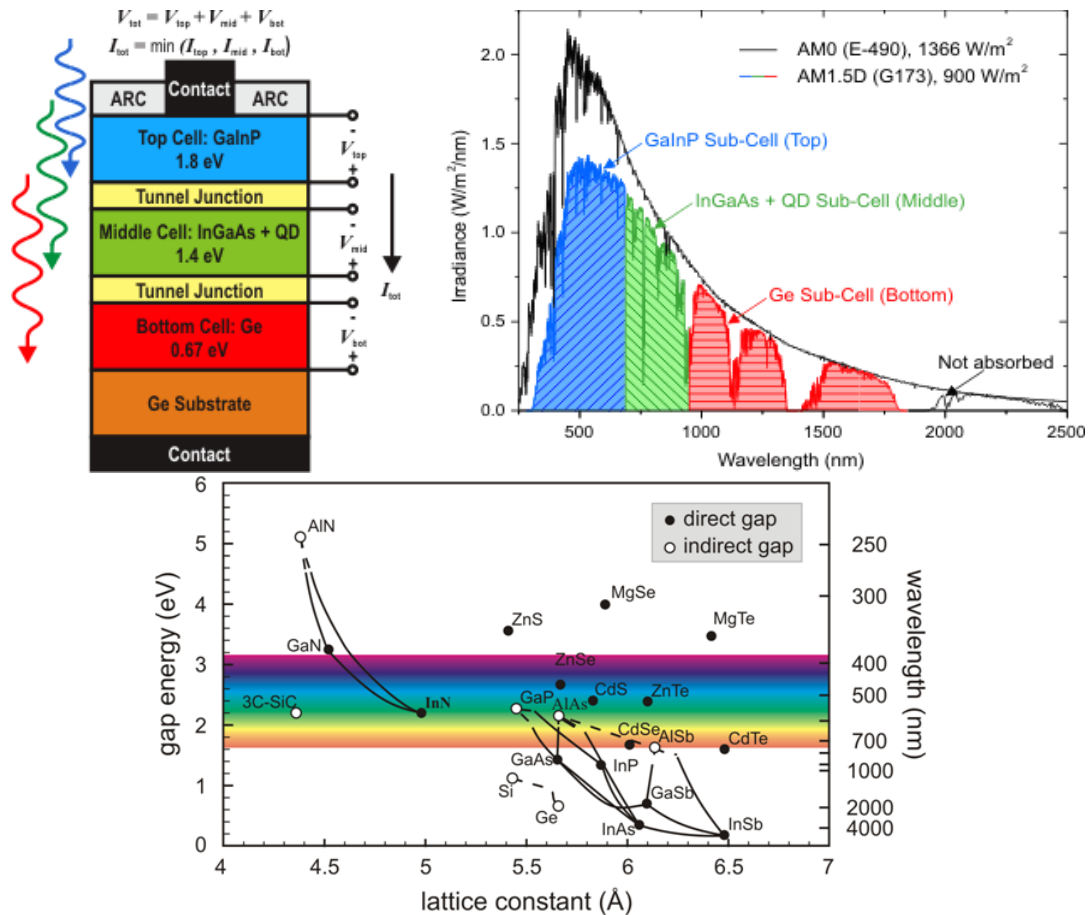 V_tot = V_top + V_mid + V_bot
I_tot = min (I_top , I_mid , I_bot)
Contact
ARC
ARC
Top Cell: GaInP
1.8 eV
Tunnel Junction
Middle Cell: InGaAs + QD
1.4 eV
Tunnel Junction
Bottom Cell: Ge
0.67 eV
Ge Substrate
Contact
-
V_top
+
-
V_mid
+
-
V_bot
+
I_tot
AM0 (E-490), 1366 W/m²
AM1.5D (G173), 900 W/m²
GaInP Sub-Cell (Top)
InGaAs + QD Sub-Cell (Middle)
Ge Sub-Cell (Bottom)
Not absorbed
Irradiance (W/m²/nm)
2.0
1.5
1.0
0.5
0.0
500 1000 1500 2000 2500
Wavelength (nm)
direct gap
indirect gap
gap energy (eV)
6
5
4
3
2
1
0
AlN
GaN
3C-SiC
InN
ZnS
MgSe
MgTe
ZnSe
CdS
ZnTe
GaP
AlAs
CdSe
AlSb
CdTe
GaAs
InP
Si
Ge
GaSb
InAs
InSb
250
300
400
500
700
1000
2000
4000
wavelength (nm)
4 4.5 5 5.5 6 6.5 7
lattice constant (Å)